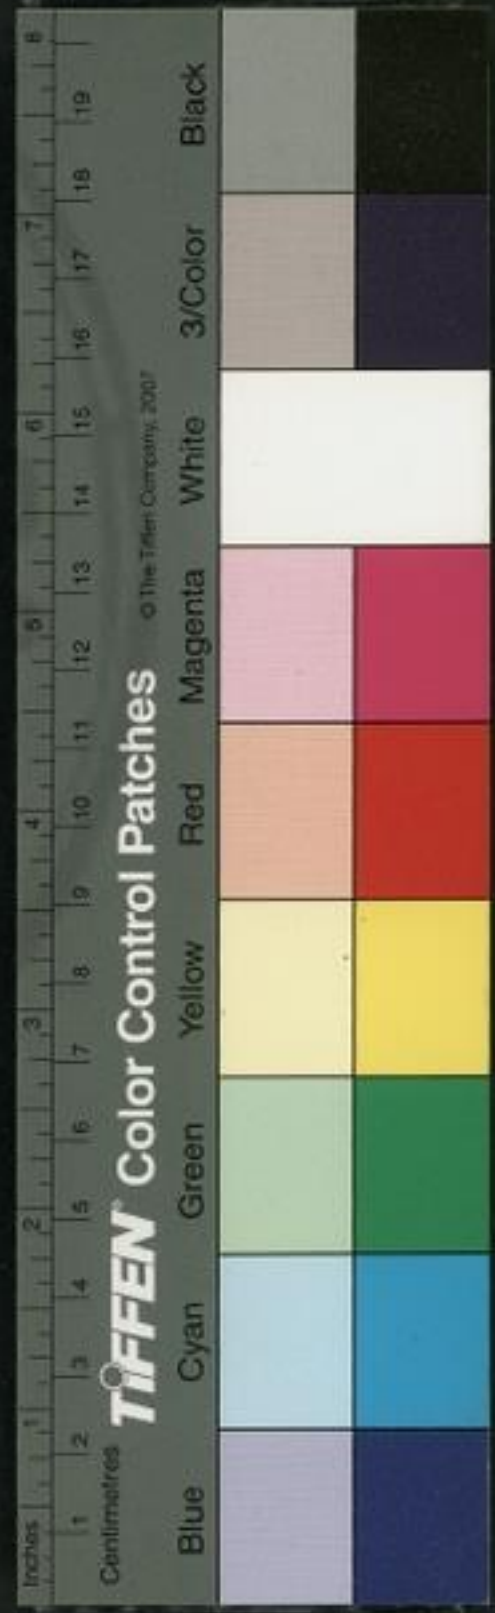 Inches 1 2 3 4 5 6 7 8
Centimetres 1 2 3 4 5 6 7 8 9 10 11 12 13 14 15 16 17 18 19
TIFFEN® Color Control Patches
© The Tiffen Company, 2007
Blue Cyan Green Yellow Red Magenta White 3/Color Black